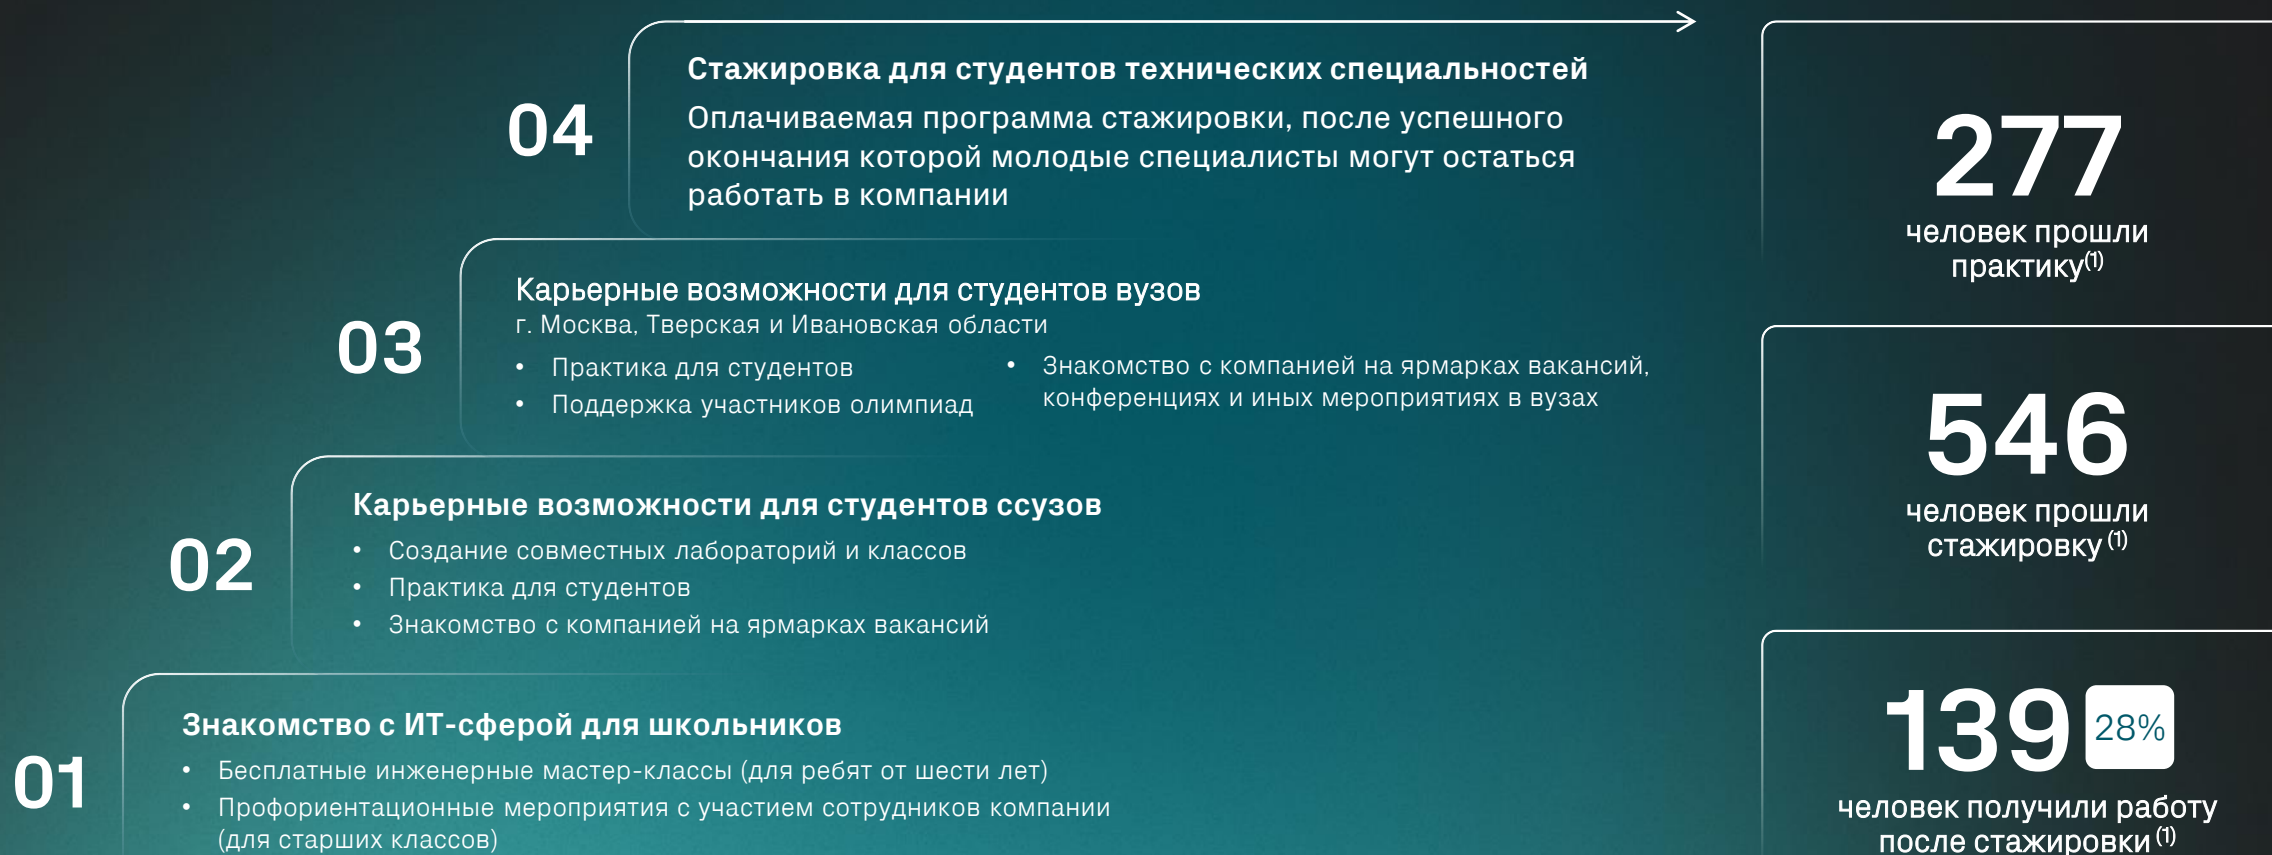 04
Стажировка для студентов технических специальностей
Оплачиваемая программа стажировки, после успешного
окончания которой молодые специалисты могут остаться
работать в компании
03
Карьерные возможности для студентов вузов
г. Москва, Тверская и Ивановская области
• Практика для студентов
• Поддержка участников олимпиад
• Знакомство с компанией на ярмарках вакансий,
конференциях и иных мероприятиях в вузах
02
Карьерные возможности для студентов ссузов
• Создание совместных лабораторий и классов
• Практика для студентов
• Знакомство с компанией на ярмарках вакансий
01
Знакомство с ИТ-сферой для школьников
• Бесплатные инженерные мастер-классы (для ребят от шести лет)
• Профориентационные мероприятия с участием сотрудников компании
(для старших классов)
277
человек прошли
практику(1)
546
человек прошли
стажировку (1)
139 28%
человек получили работу
после стажировки (1)